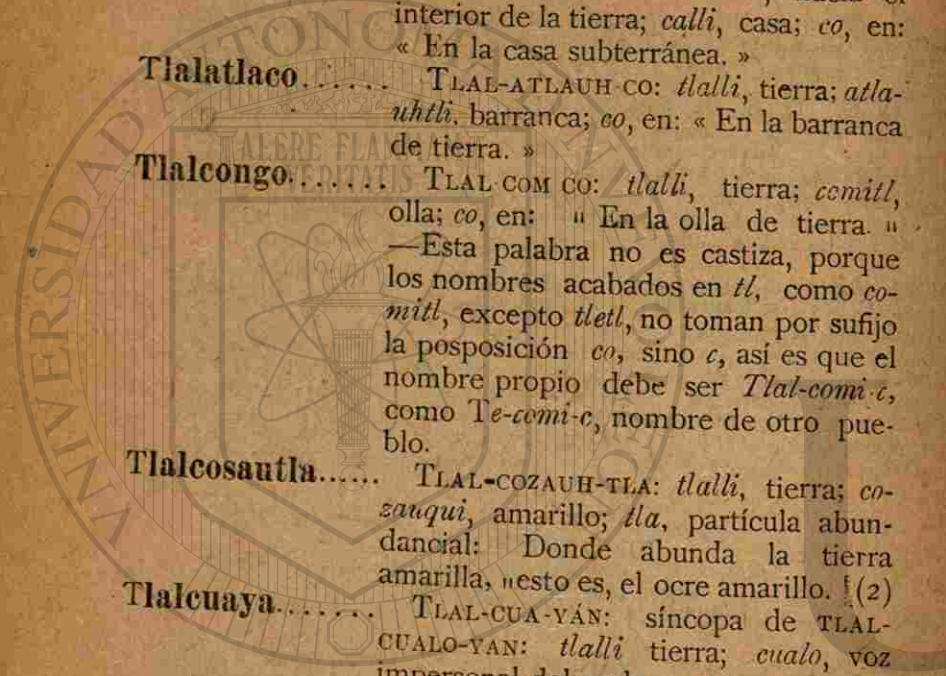 interior de la tierra; calli, casa; co, en:
« En la casa subterránea. »
Tlalatlaco...... TLAL-ATLAUH-CO: tlalli, tierra; atla-
uhtli, barranca; co, en: « En la barranca
de tierra. »
Tlalcongo....... TLAL COM CO: tlalli, tierra; comitl,
olla; co, en: " En la olla de tierra. "
—Esta palabra no es castiza, porque
los nombres acabados en tl, como co-
mitl, excepto tletl, no toman por sufijo
la posposición co, sino c, así es que el
nombre propio debe ser Tlal-comi-c,
como Te-comi-c, nombre de otro pue-
blo.
Tlalcosautla...... TLAL-COZAUH-TLA: tlalli, tierra; co-
zauqui, amarillo; tla, partícula abun-
dancial: Donde abunda la tierra
amarilla, "esto es, el ocre amarillo. (2)
Tlalcuaya....... TLAL-CUA-YÁN: síncopa de TLAL-
CUALO-YAN: tlalli tierra; cualo, voz
UNIVERSIDAD AUTONOMA DE
ALERE FLAMMAM
VERITATIS